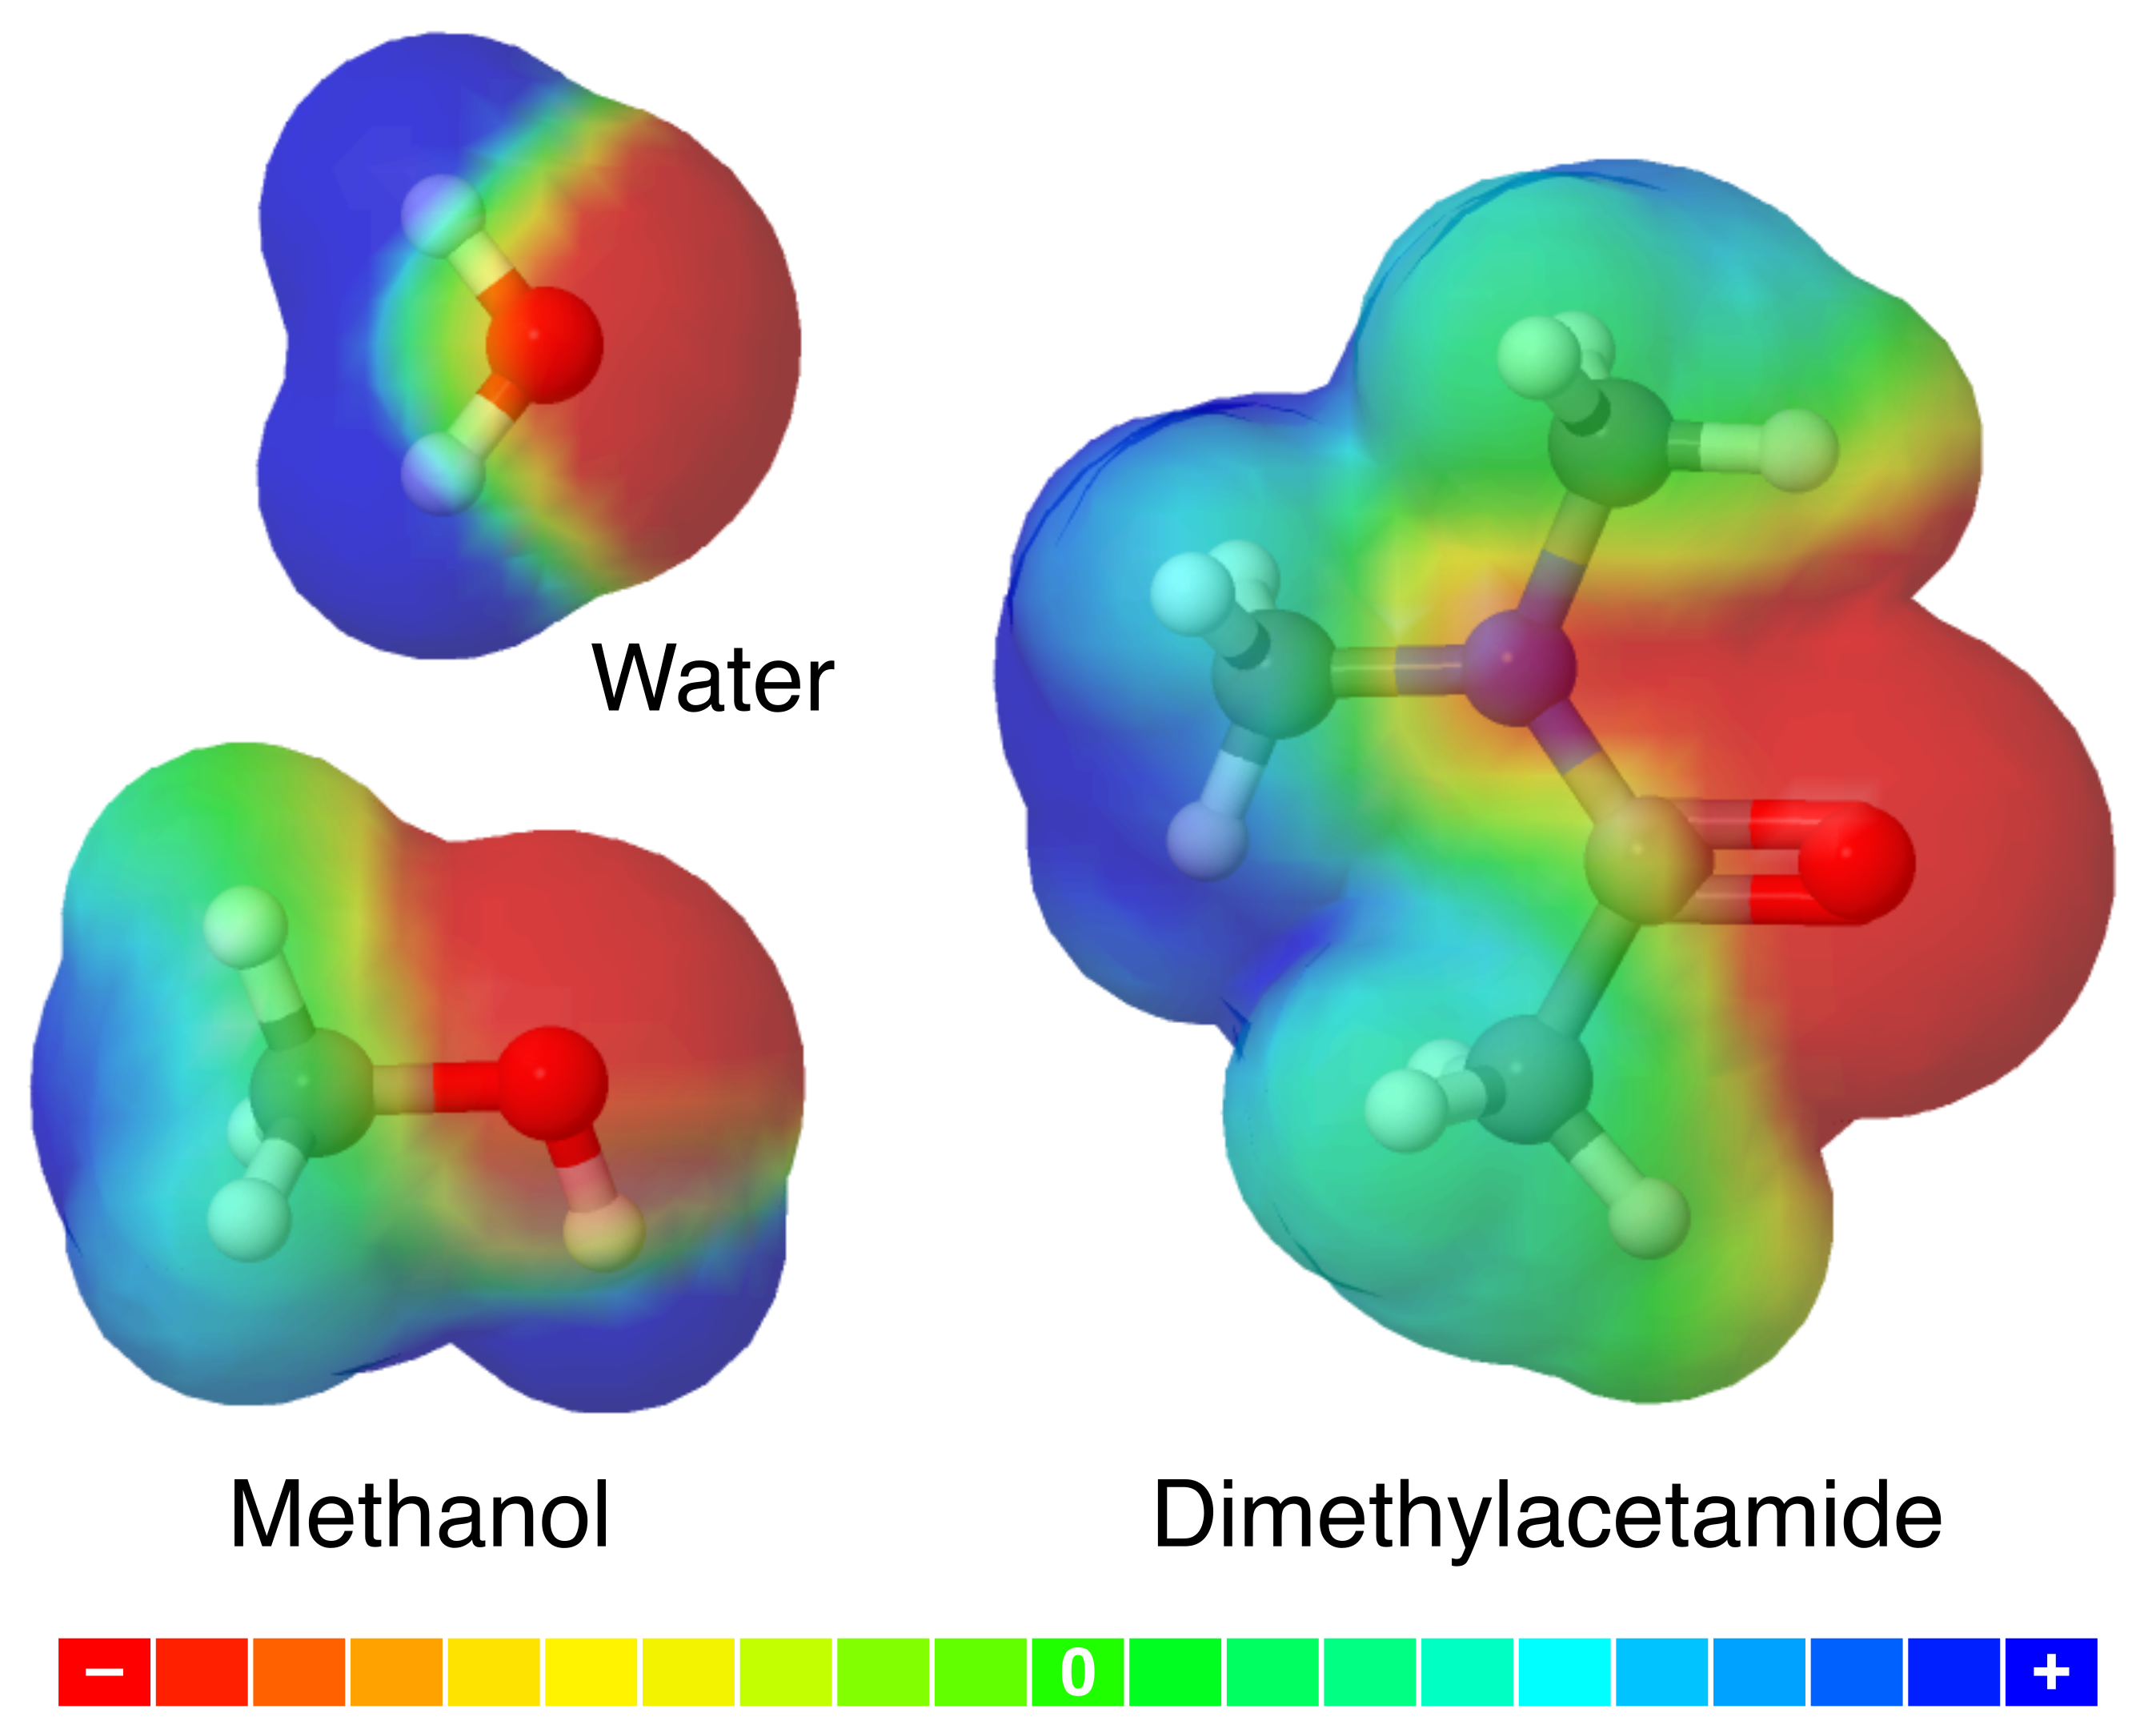 Water
Methanol
Dimethylacetamide
− 0 +